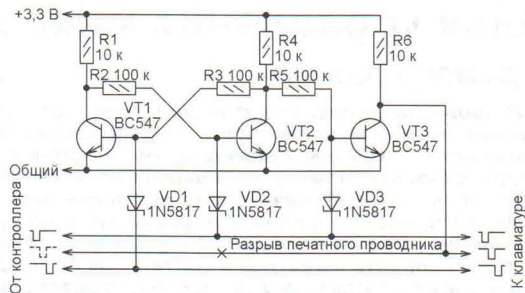 +3,3 В
R1
10 к
R4
10 к
R6
10 к
R2 100 к
R3 100 к
R5 100 к
VT1
BC547
VT2
BC547
VT3
BC547
Общий
VD1
1N5817
VD2
1N5817
VD3
1N5817
От контроллера
Разрыв печатного проводника
К клавиатуре